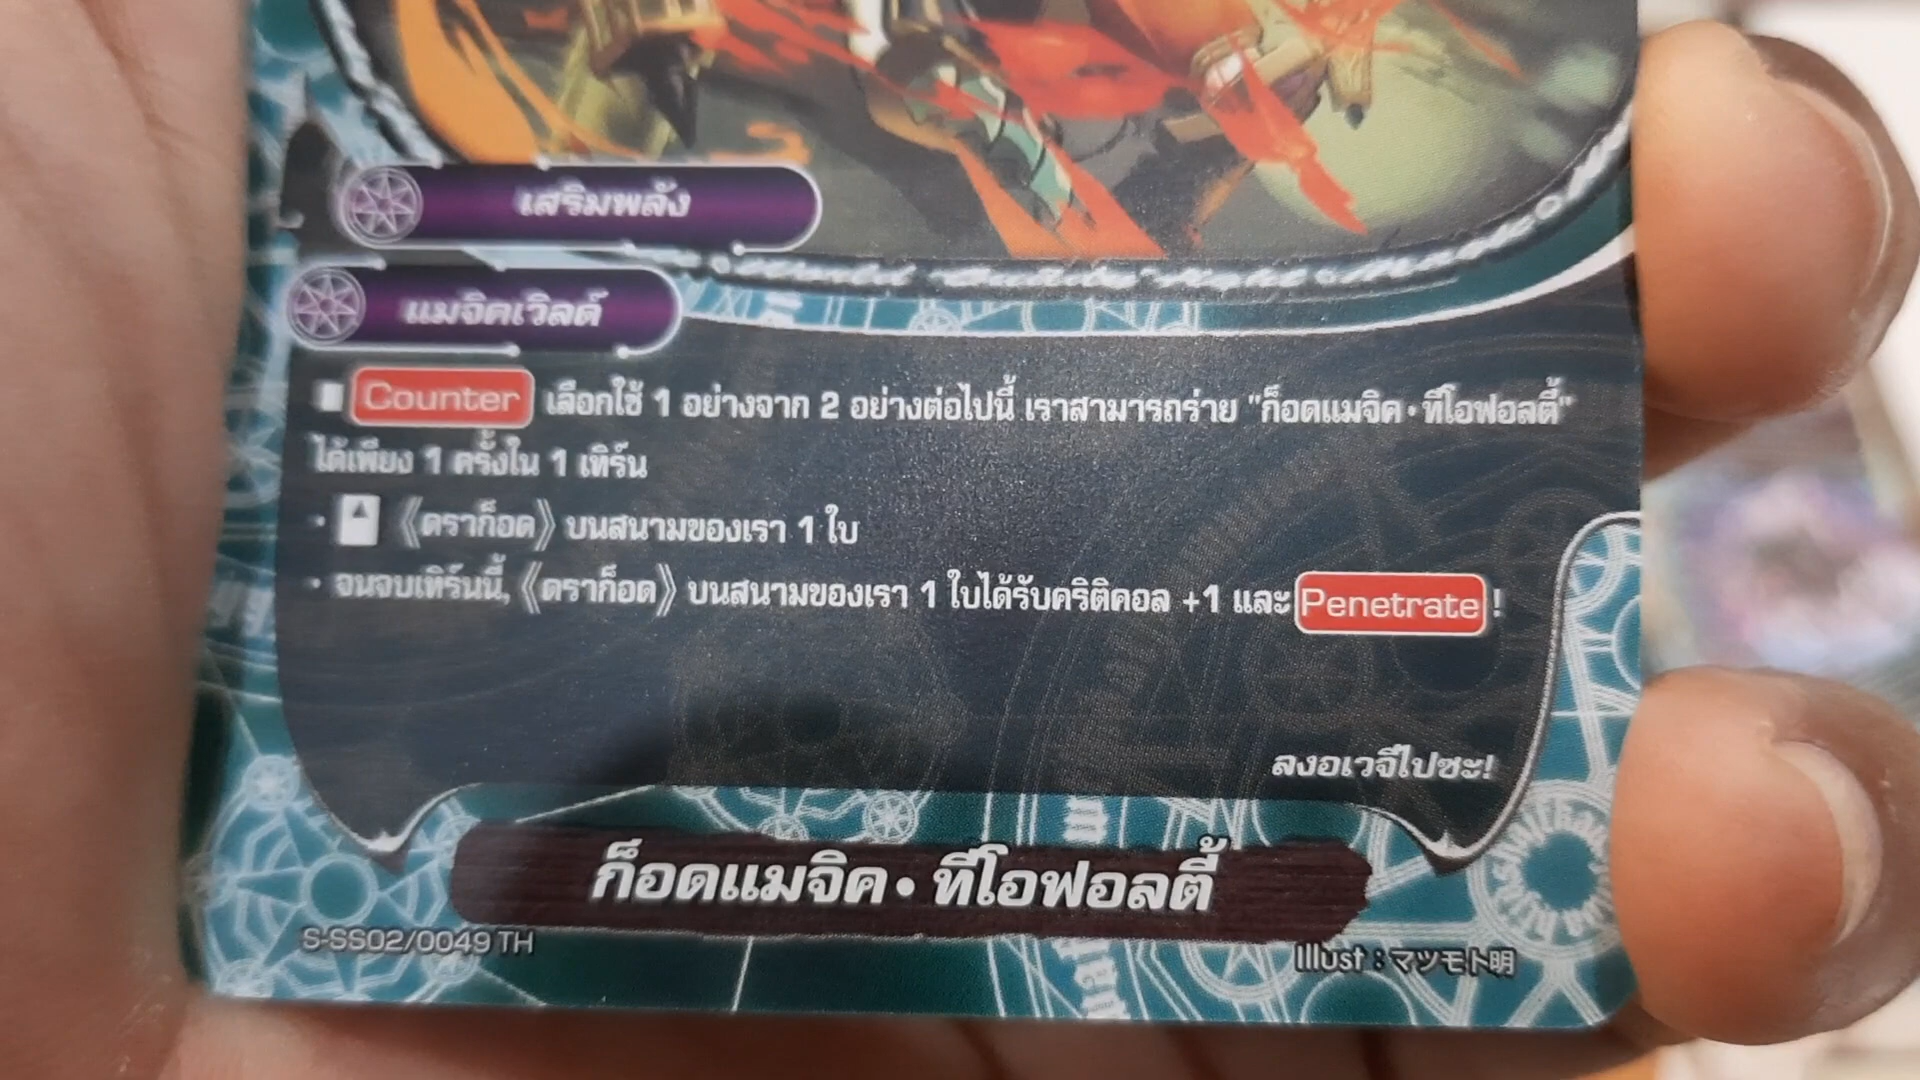 เสริมพลัง
แมจิคเวิลด์
■ Counter เลือกใช้ 1 อย่างจาก 2 อย่างต่อไปนี้ เราสามารถร่าย "ก็อดแมจิค・ทีโอฟอลตี้"
ได้เพียง 1 ครั้งใน 1 เทิร์น
・ 《ดราก็อด》 บนสนามของเรา 1 ใบ
・ จนจบเทิร์นนี้, 《ดราก็อด》 บนสนามของเรา 1 ใบได้รับคริติคอล +1 และ Penetrate !
ลงอเวจีไปซะ!
ก็อดแมจิค・ทีโอฟอลตี้
S-SS02/0049 TH
Illust : マツモト明